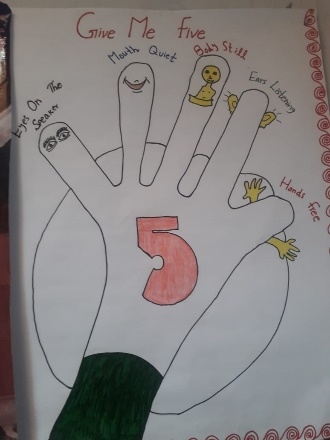 Give Me Five
Eyes On The
Speaker
Mouth Quiet
Body Still
Ears Listening
Hands Free
5